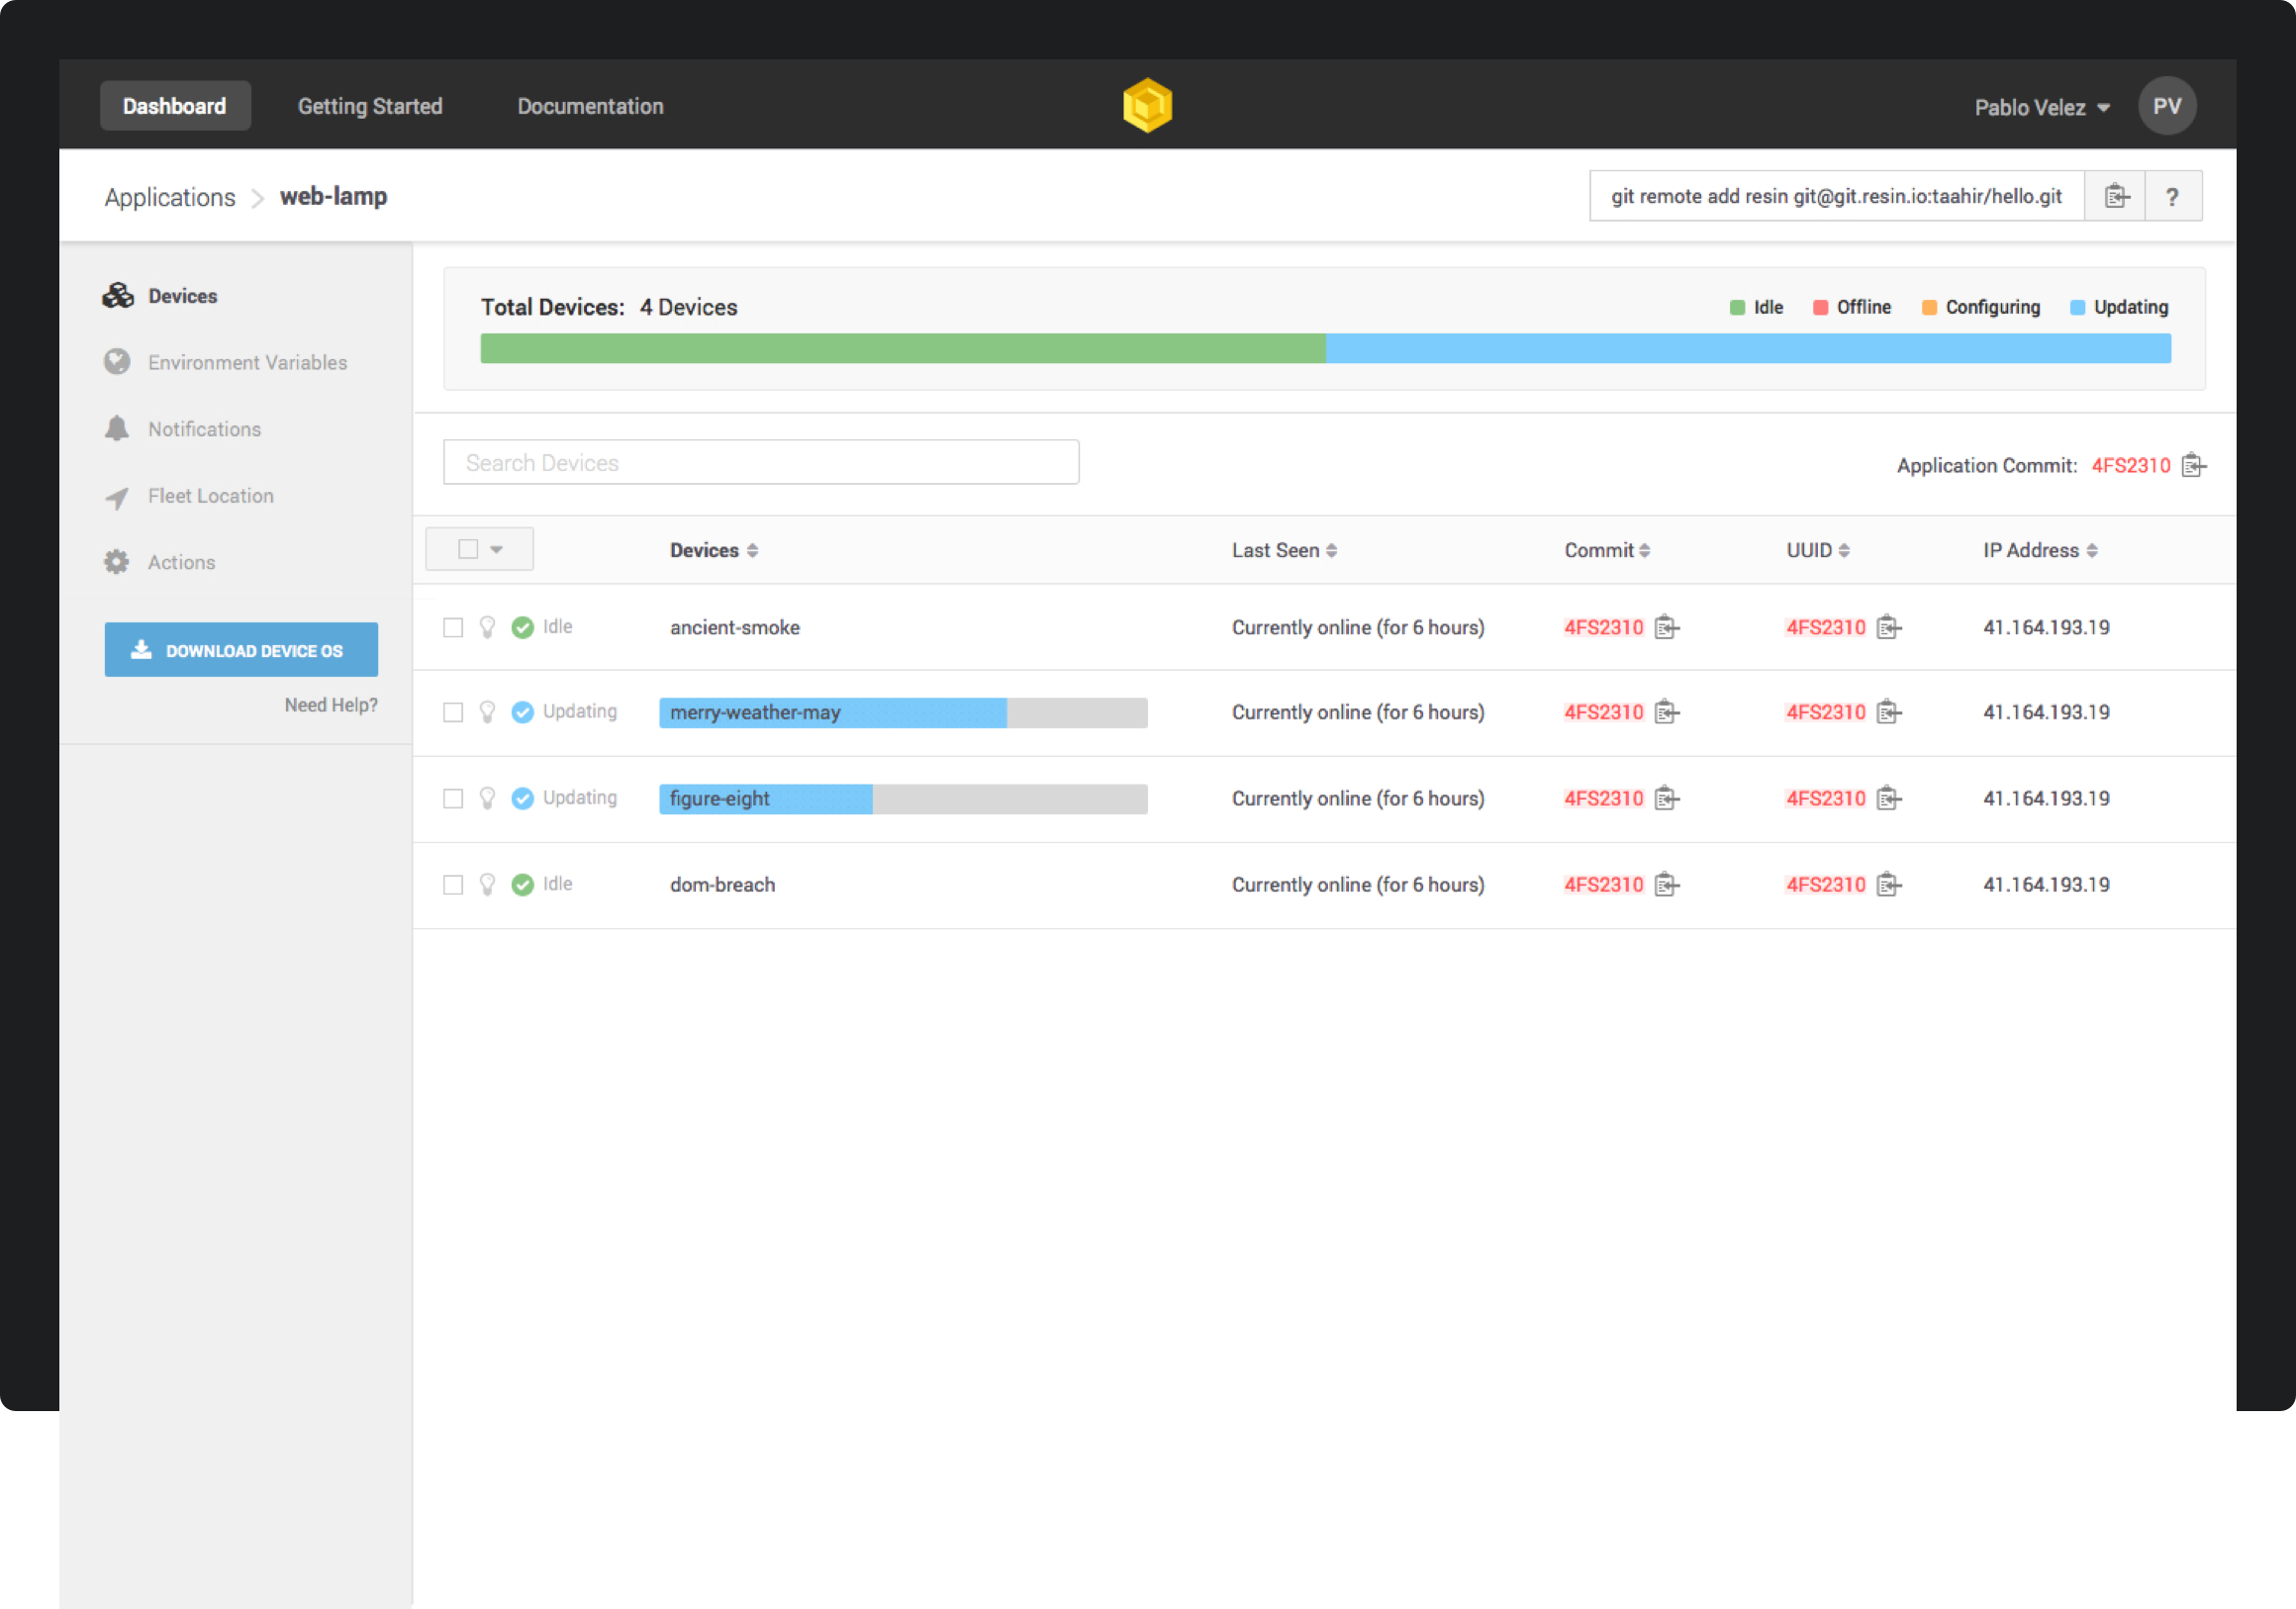 Dashboard Getting Started Documentation Pablo Velez PV
Applications > web-lamp git remote add resin git@git.resin.io:taahir/hello.git ?
Devices
Environment Variables
Notifications
Fleet Location
Actions
DOWNLOAD DEVICE OS
Need Help?
Total Devices: 4 Devices Idle Offline Configuring Updating
Search Devices Application Commit: 4FS2310
Devices Last Seen Commit UUID IP Address
Idle ancient-smoke Currently online (for 6 hours) 4FS2310 4FS2310 41.164.193.19
Updating merry-weather-may Currently online (for 6 hours) 4FS2310 4FS2310 41.164.193.19
Updating figure-eight Currently online (for 6 hours) 4FS2310 4FS2310 41.164.193.19
Idle dom-breach Currently online (for 6 hours) 4FS2310 4FS2310 41.164.193.19